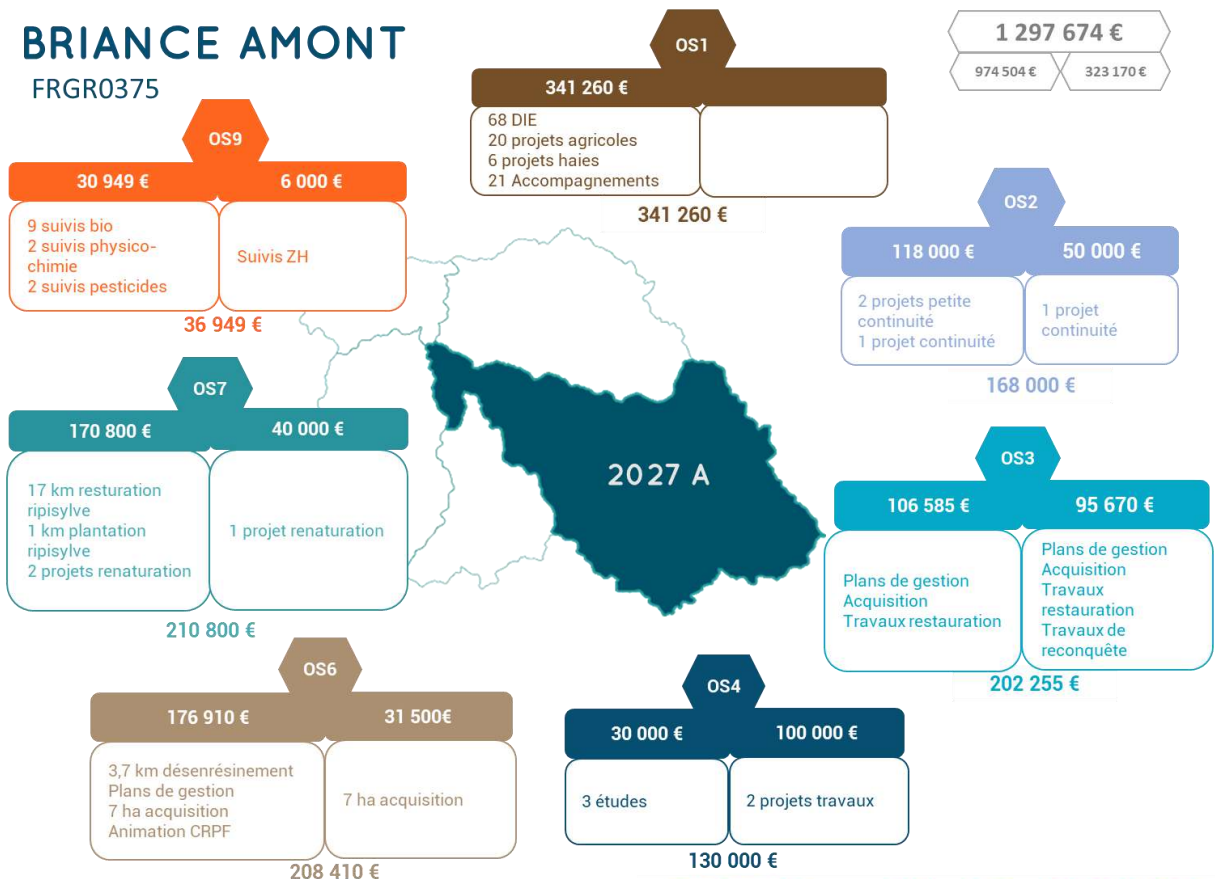 BRIANCE AMONT
FRGR0375
1 297 674 €
974 504 €
323 170 €
OS1
341 260 €
68 DIE
20 projets agricoles
6 projets haies
21 Accompagnements
341 260 €
OS9
30 949 €
6 000 €
9 suivis bio
2 suivis physico-
chimie
2 suivis pesticides
Suivis ZH
36 949 €
OS2
118 000 €
50 000 €
2 projets petite
continuité
1 projet continuité
1 projet
continuité
168 000 €
OS7
170 800 €
40 000 €
17 km resturation
ripisylve
1 km plantation
ripisylve
2 projets renaturation
1 projet renaturation
210 800 €
2027 A
OS3
106 585 €
95 670 €
Plans de gestion
Acquisition
Travaux restauration
Plans de gestion
Acquisition
Travaux
restauration
Travaux de
reconquête
202 255 €
OS6
176 910 €
31 500€
3,7 km désenrésinement
Plans de gestion
7 ha acquisition
Animation CRPF
7 ha acquisition
208 410 €
OS4
30 000 €
100 000 €
3 études
2 projets travaux
130 000 €